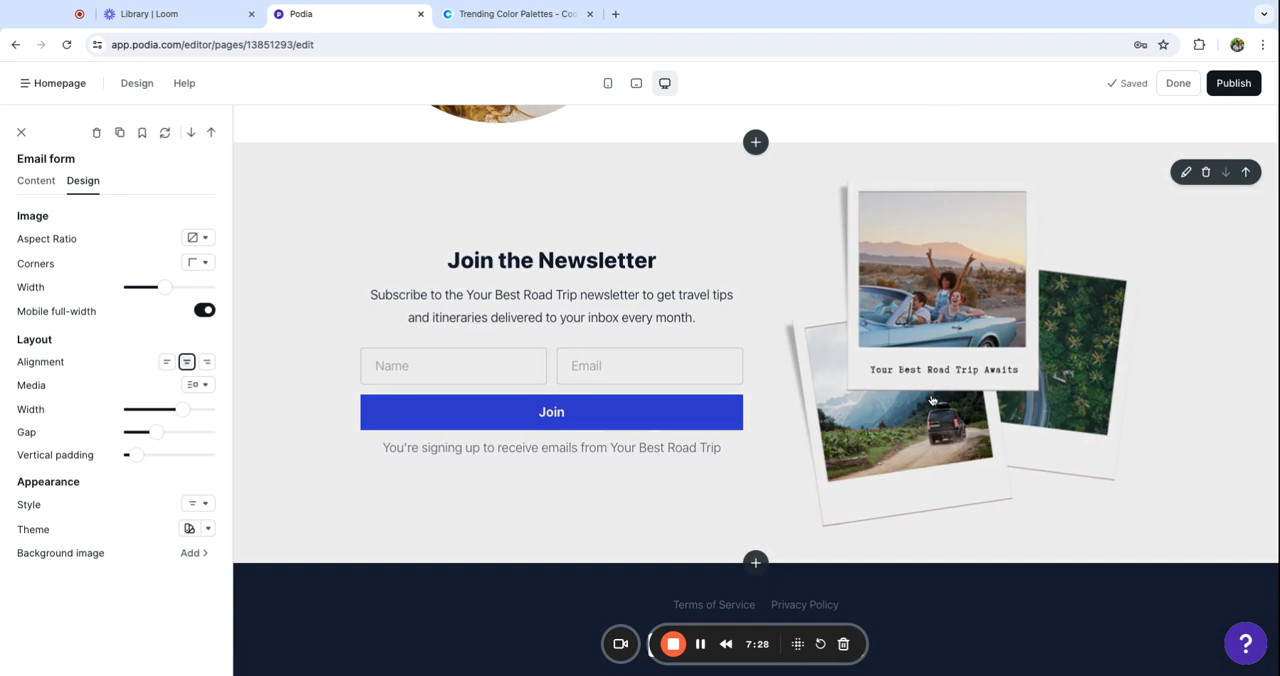 Library | Loom
Podia
Trending Color Palettes - Coo
app.podia.com/editor/pages/13851293/edit
Homepage
Design
Help
Saved
Done
Publish
Email form
Content
Design
Image
Aspect Ratio
Corners
Width
Mobile full-width
Layout
Alignment
Media
Width
Gap
Vertical padding
Appearance
Style
Theme
Background image
Add
Join the Newsletter
Subscribe to the Your Best Road Trip newsletter to get travel tips
and itineraries delivered to your inbox every month.
Name
Email
Join
You're signing up to receive emails from Your Best Road Trip
Your Best Road Trip Awaits
Terms of Service
Privacy Policy
7:28
?